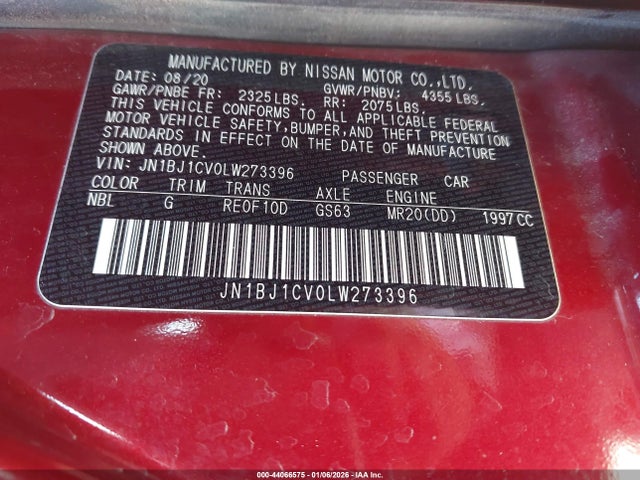 MANUFACTURED BY NISSAN MOTOR CO.,LTD.
DATE: 08/20 GVWR/PNBV: 4355 LBS.
GAWR/PNBE FR: 2325 LBS. RR: 2075 LBS.
THIS VEHICLE CONFORMS TO ALL APPLICABLE FEDERAL
MOTOR VEHICLE SAFETY, BUMPER, AND THEFT PREVENTION
STANDARDS IN EFFECT ON THE DATE OF MANUFACTURE
SHOWN ABOVE.
VIN: JN1BJ1CV0LW273396 PASSENGER CAR
COLOR TRIM TRANS AXLE ENGINE
NBL G RE0F10D GS63 MR20(DD) 1997CC
JN1BJ1CV0LW273396
000-44066575 - 01/06/2026 - IAA Inc.